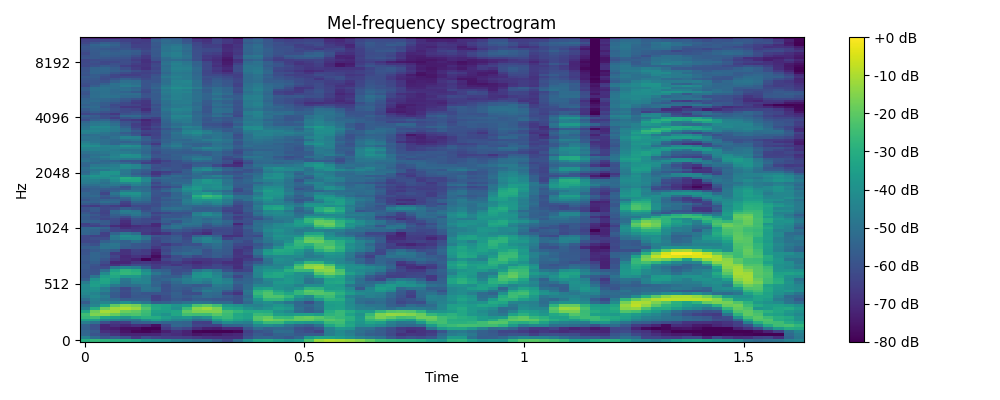 Mel-frequency spectrogram
8192
4096
2048
1024
512
0
Hz
0
0.5
1
1.5
Time
+0 dB
-10 dB
-20 dB
-30 dB
-40 dB
-50 dB
-60 dB
-70 dB
-80 dB